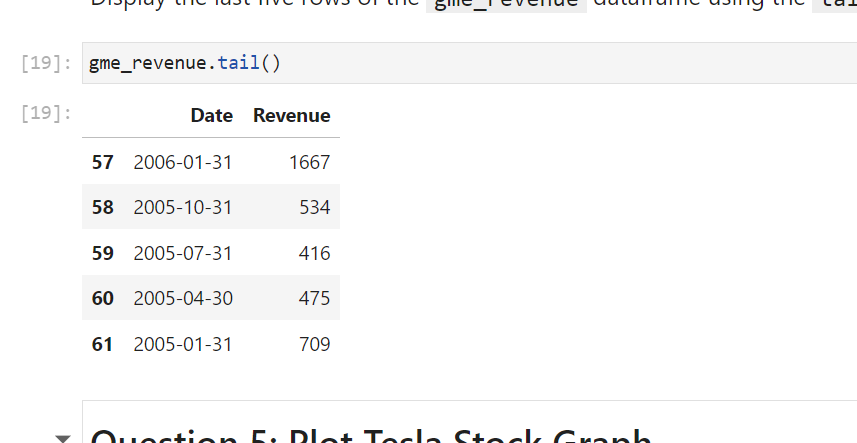 Display the last five rows of the gme_revenue dataframe using the tai
[19]: gme_revenue.tail()
[19]:
Date Revenue
57 2006-01-31 1667
58 2005-10-31 534
59 2005-07-31 416
60 2005-04-30 475
61 2005-01-31 709
Question 5: Plot Tesla Stock Graph